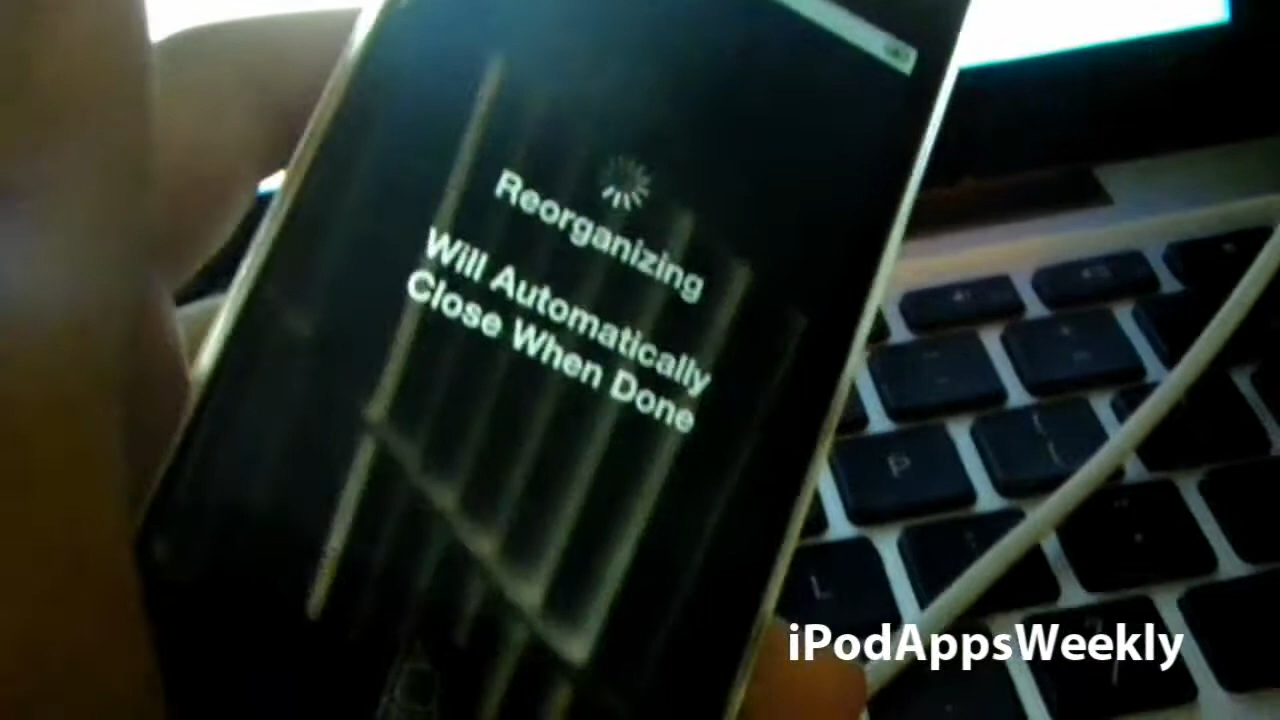 Reorganizing
Will Automatically
Close When Done
P
L
iPodAppsWeekly